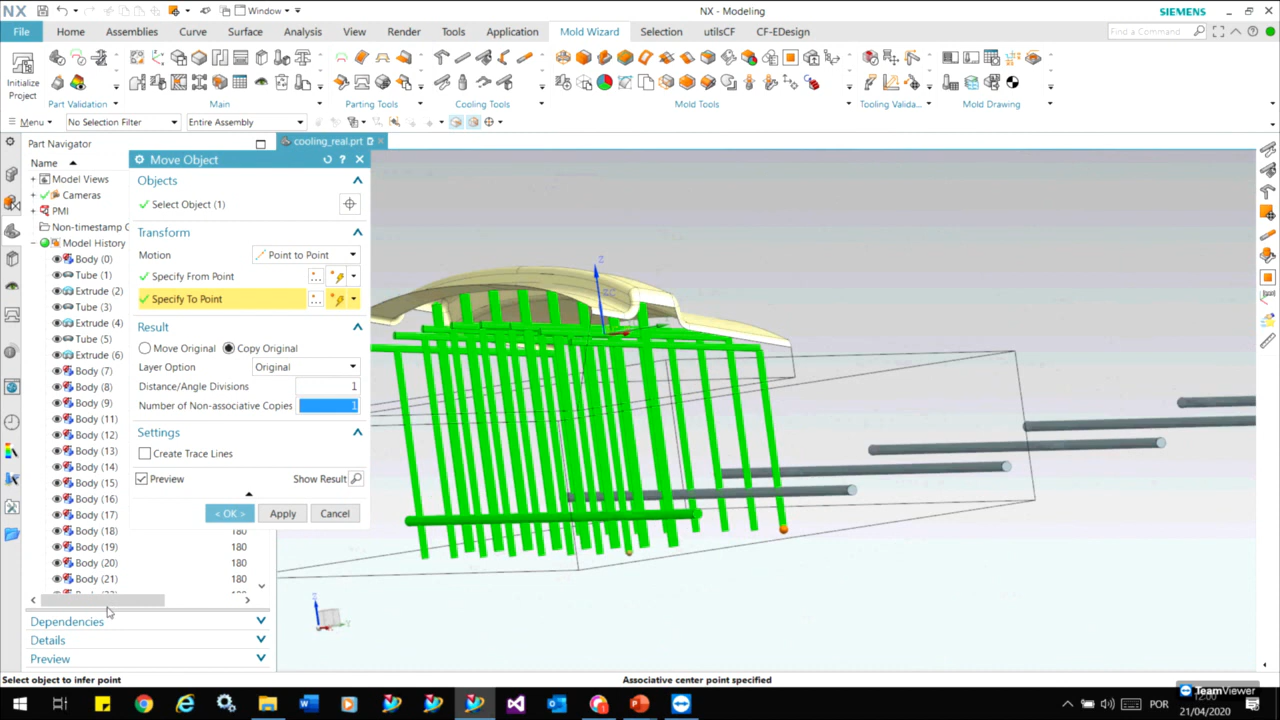 NX
Window
NX - Modeling
SIEMENS
File
Home
Assemblies
Curve
Surface
Analysis
View
Render
Tools
Application
Mold Wizard
Selection
utilsCF
CF-EDesign
Find a Command
Initialize
Project
Part Validation
Main
Parting Tools
Cooling Tools
Mold Tools
Tooling Valida...
Mold Drawing
Menu
No Selection Filter
Entire Assembly
Part Navigator
cooling_real.prt
Name
Move Object
Model Views
Objects
Cameras
Select Object (1)
PMI
Non-timestamp
Transform
Model History
Motion
Point to Point
Body (0)
Tube (1)
Specify From Point
Extrude (2)
Specify To Point
Tube (3)
Extrude (4)
Result
Tube (5)
Move Original
Copy Original
Extrude (6)
Layer Option
Original
Body (7)
Distance/Angle Divisions
1
Body (8)
Body (9)
Number of Non-associative Copies
1
Body (11)
Body (12)
Settings
Body (13)
Create Trace Lines
Body (14)
Body (15)
Preview
Show Result
Body (16)
Body (17)
< OK >
Apply
Cancel
Body (18)
180
Body (19)
180
Body (20)
180
Body (21)
180
Dependencies
Details
Preview
Z
Select object to infer point
Associative center point specified
TeamViewer
POR
12:00
21/04/2020